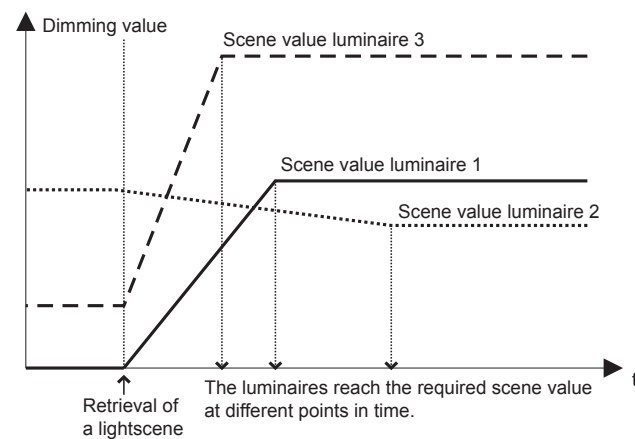 Dimming value
Scene value luminaire 3
Scene value luminaire 1
Scene value luminaire 2
t
The luminaires reach the required scene value
at different points in time.
Retrieval of
a lightscene